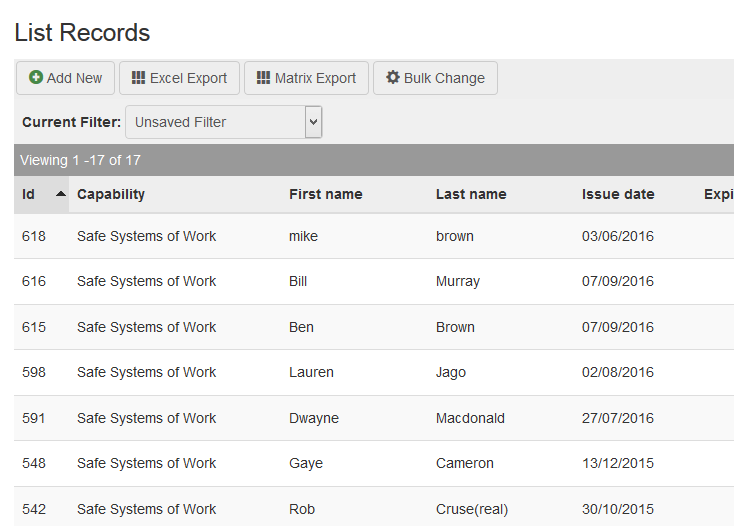 List Records
Add New Excel Export Matrix Export Bulk Change
Current Filter: Unsaved Filter
Viewing 1 -17 of 17
Id Capability First name Last name Issue date Expi
618 Safe Systems of Work mike brown 03/06/2016
616 Safe Systems of Work Bill Murray 07/09/2016
615 Safe Systems of Work Ben Brown 07/09/2016
598 Safe Systems of Work Lauren Jago 02/08/2016
591 Safe Systems of Work Dwayne Macdonald 27/07/2016
548 Safe Systems of Work Gaye Cameron 13/12/2015
542 Safe Systems of Work Rob Cruse(real) 30/10/2015